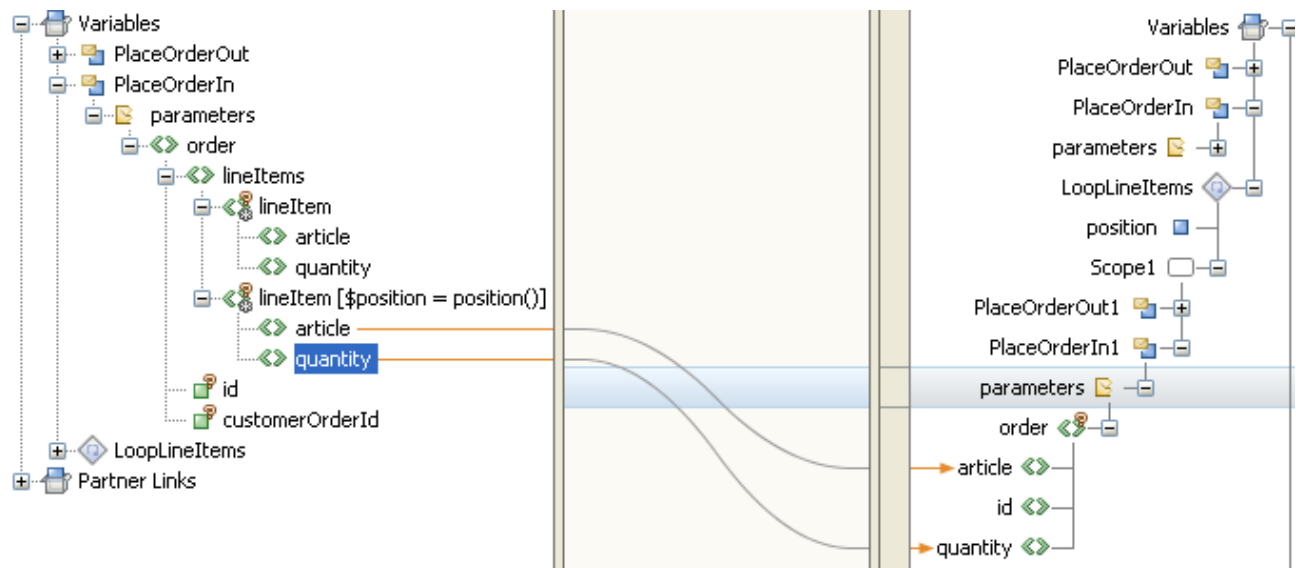 Variables
PlaceOrderOut
PlaceOrderIn
parameters
order
lineItems
lineItem
article
quantity
lineItem [$position = position()]
article
quantity
id
customerOrderId
LoopLineItems
Partner Links
Variables
PlaceOrderOut
PlaceOrderIn
parameters
LoopLineItems
position
Scope1
PlaceOrderOut1
PlaceOrderIn1
parameters
order
article
id
quantity